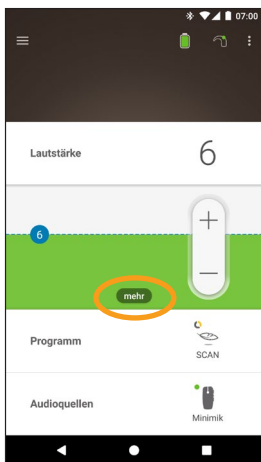 07:00
Lautstärke
6
6
+
mehr
—
Programm
SCAN
Audioquellen
Minimik